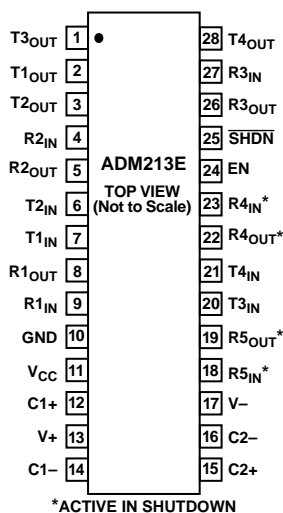 T3OUT 1 28 T4OUT
T1OUT 2 27 R3IN
T2OUT 3 26 R3OUT
R2IN 4 25 SHDN
R2OUT 5 24 EN
ADM213E
TOP VIEW
(Not to Scale)
T2IN 6 23 R4IN*
T1IN 7 22 R4OUT*
R1OUT 8 21 T4IN
R1IN 9 20 T3IN
GND 10 19 R5OUT*
VCC 11 18 R5IN*
C1+ 12 17 V–
V+ 13 16 C2–
C1– 14 15 C2+
*ACTIVE IN SHUTDOWN